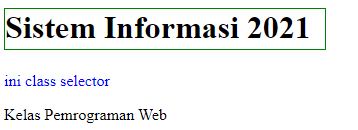 Sistem Informasi 2021
ini class selector
Kelas Pemrograman Web